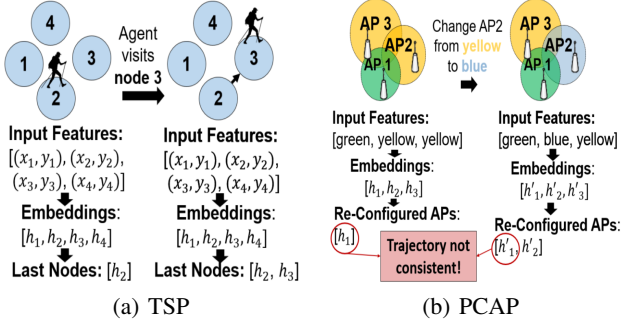 4
1
3
2
Agent
visits
node 3
4
1
3
2
Input Features:
[(x₁, y₁), (x₂, y₂),
(x₃, y₃), (x₄, y₄)]
Embeddings:
[h₁, h₂, h₃, h₄]
Last Nodes: [h₂]
Input Features:
[(x₁, y₁), (x₂, y₂),
(x₃, y₃), (x₄, y₄)]
Embeddings:
[h₁, h₂, h₃, h₄]
Last Nodes: [h₂, h₃]
(a) TSP
AP 3
AP2
AP 1
Change AP2
from yellow
to blue
AP 3
AP2
AP 1
Input Features:
[green, yellow, yellow]
Embeddings:
[h₁, h₂, h₃]
Re-Configured APs:
[h₁]
Input Features:
[green, blue, yellow]
Embeddings:
[h'₁, h'₂, h'₃]
Re-Configured APs:
[h'₁, h'₂]
Trajectory not
consistent!
(b) PCAP